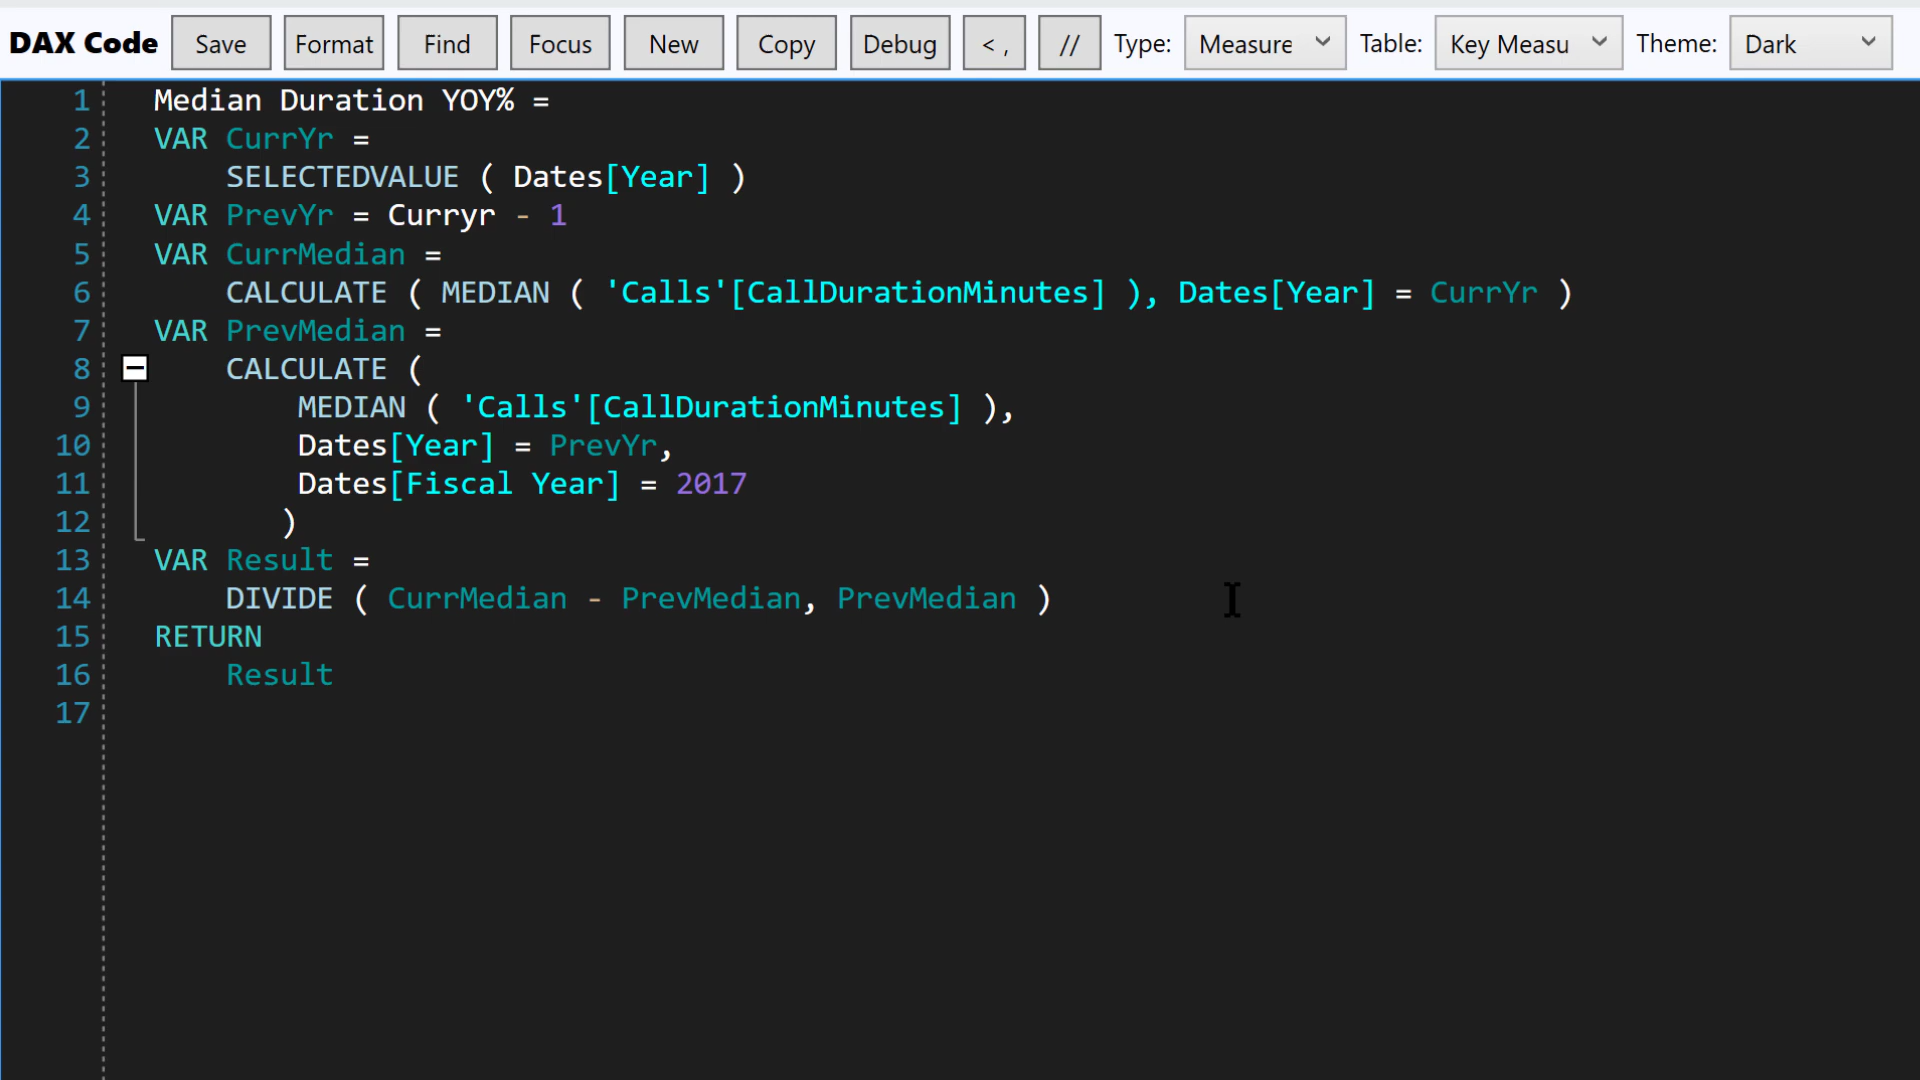 DAX Code Save Format Find Focus New Copy Debug < , // Type: Measure Table: Key Measu Theme: Dark
1 Median Duration YOY% =
2 VAR CurrYr =
3 SELECTEDVALUE ( Dates[Year] )
4 VAR PrevYr = Curryr - 1
5 VAR CurrMedian =
6 CALCULATE ( MEDIAN ( 'Calls'[CallDurationMinutes] ), Dates[Year] = CurrYr )
7 VAR PrevMedian =
8 CALCULATE (
9 MEDIAN ( 'Calls'[CallDurationMinutes] ),
10 Dates[Year] = PrevYr,
11 Dates[Fiscal Year] = 2017
12 )
13 VAR Result =
14 DIVIDE ( CurrMedian - PrevMedian, PrevMedian )
15 RETURN
16 Result
17